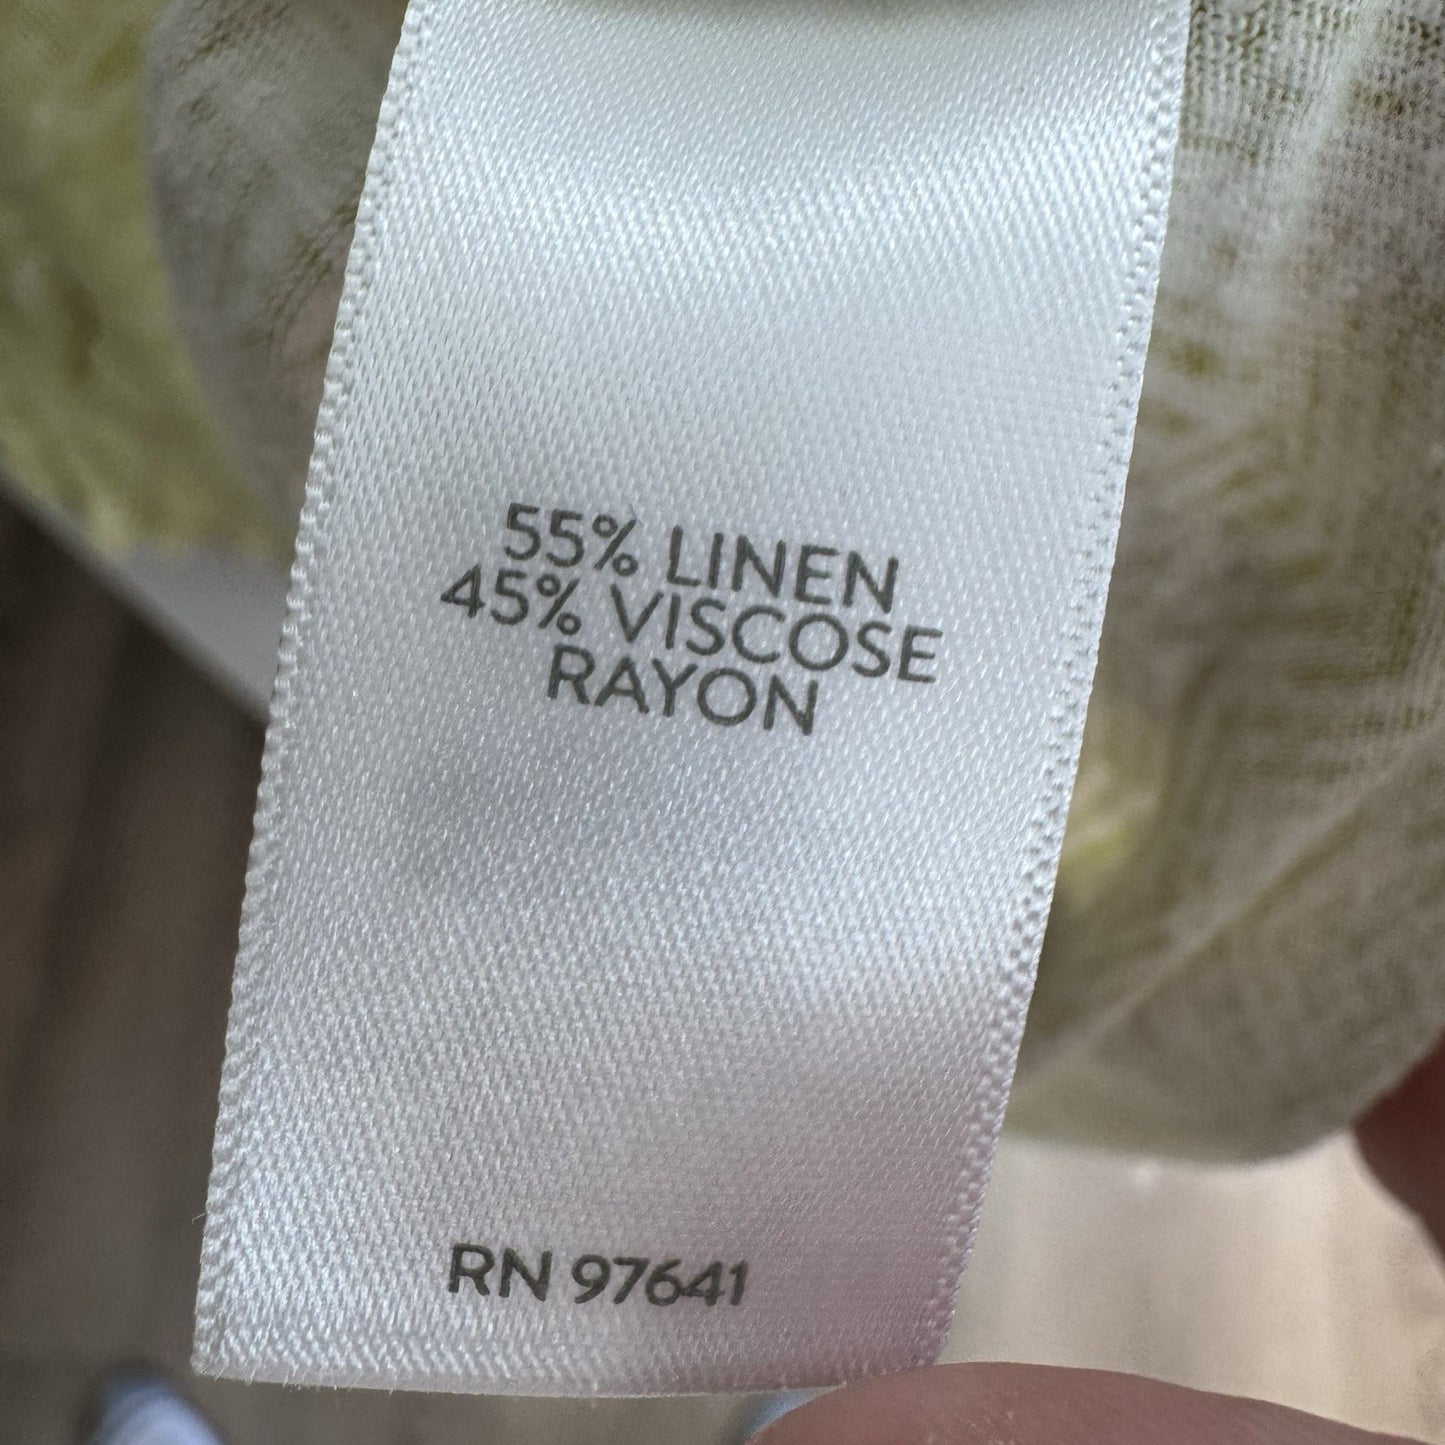 55% LINEN
45% VISCOSE
RAYON
RN 97641